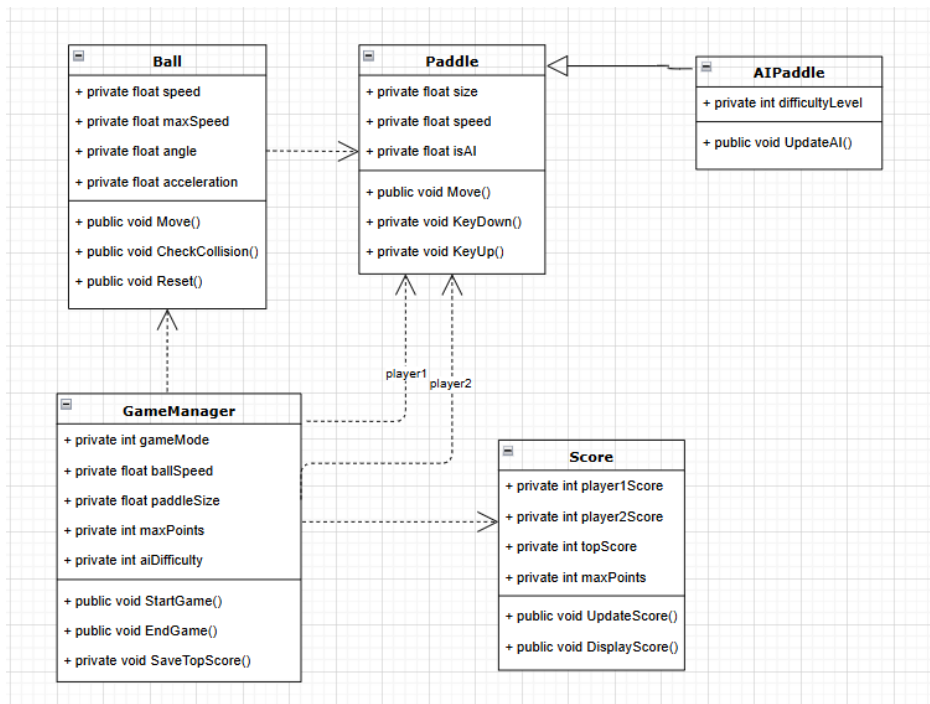 Ball
+ private float speed
+ private float maxSpeed
+ private float angle
+ private float acceleration
+ public void Move()
+ public void CheckCollision()
+ public void Reset()
Paddle
+ private float size
+ private float speed
+ private float isAI
+ public void Move()
+ private void KeyDown()
+ private void KeyUp()
AIPaddle
+ private int difficultyLevel
+ public void UpdateAI()
player1
player2
GameManager
+ private int gameMode
+ private float ballSpeed
+ private float paddleSize
+ private int maxPoints
+ private int aiDifficulty
+ public void StartGame()
+ public void EndGame()
+ private void SaveTopScore()
Score
+ private int player1Score
+ private int player2Score
+ private int topScore
+ private int maxPoints
+ public void UpdateScore()
+ public void DisplayScore()